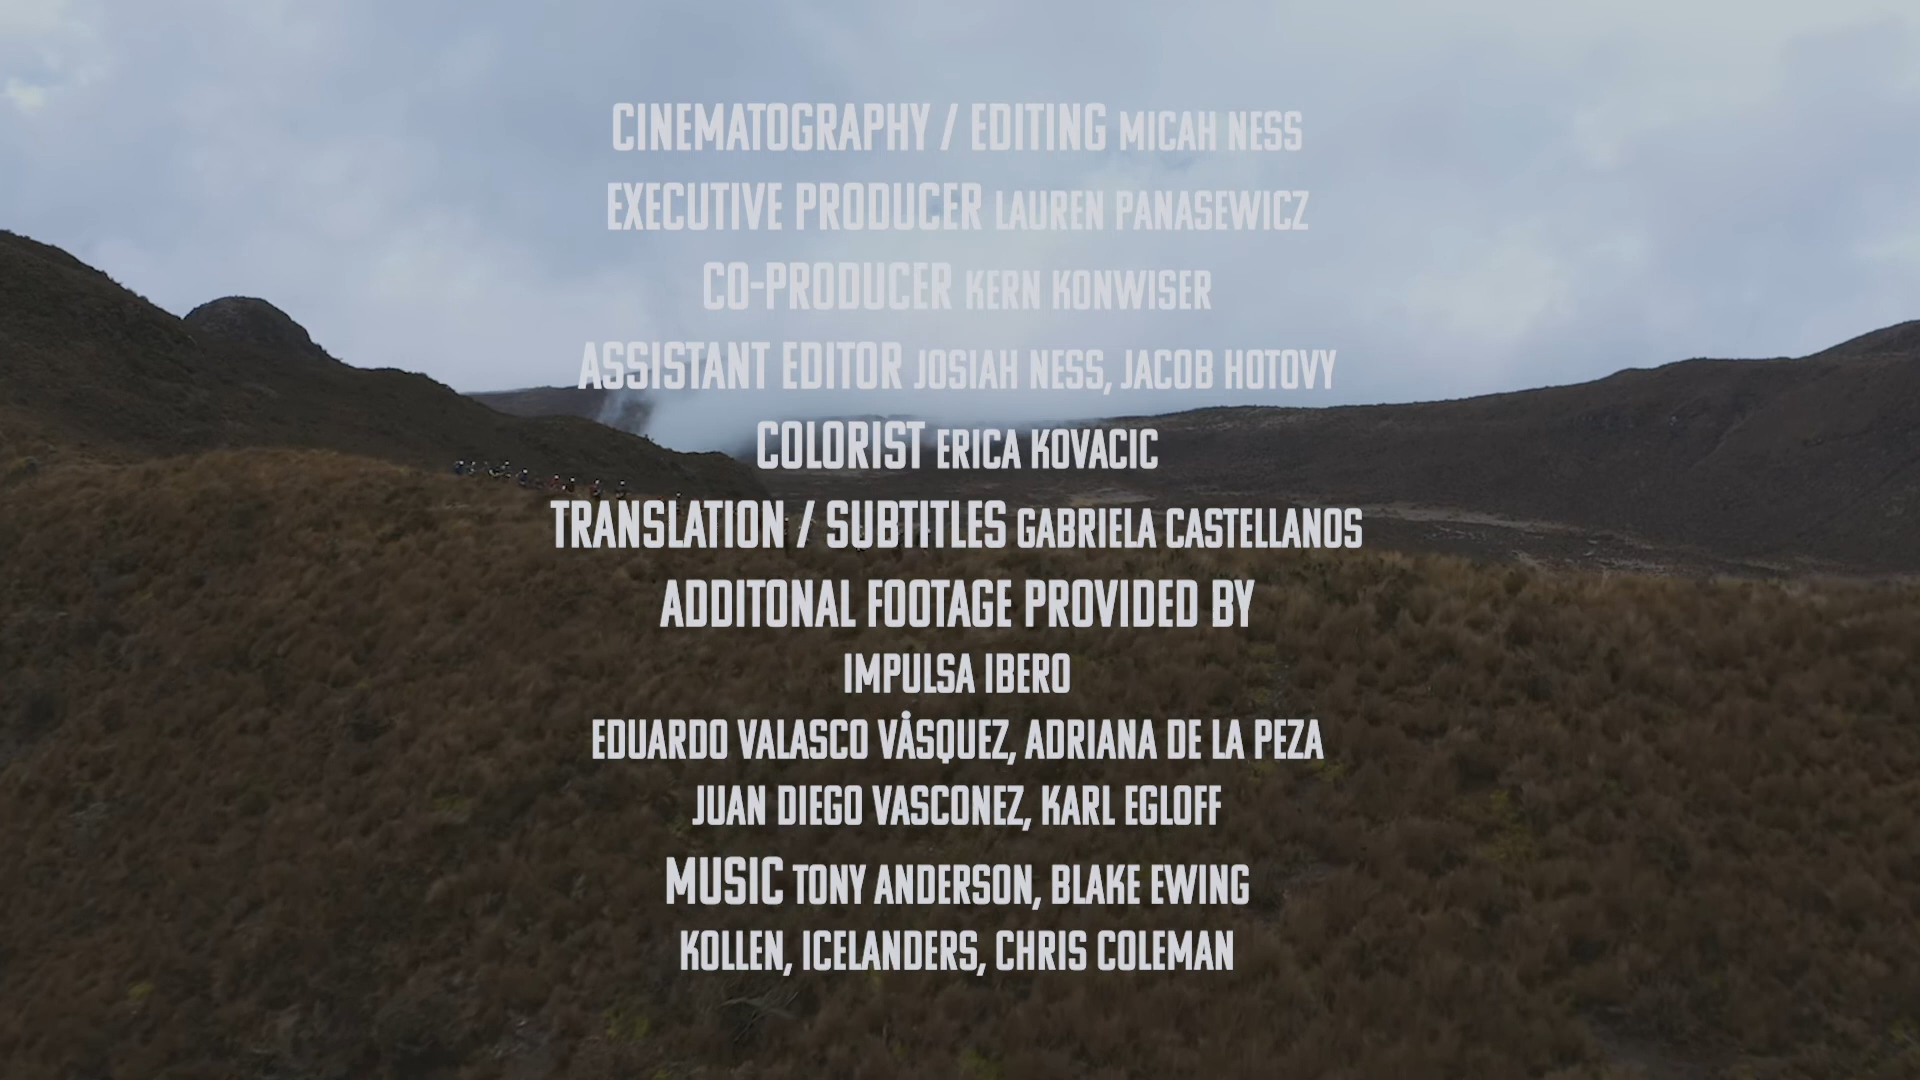 CINEMATOGRAPHY / EDITING MICAH NESS
EXECUTIVE PRODUCER LAUREN PANASEWICZ
CO-PRODUCER KERN KONWISER
ASSISTANT EDITOR JOSIAH NESS, JACOB HOTOVY
COLORIST ERICA KOVACIC
TRANSLATION / SUBTITLES GABRIELA CASTELLANOS
ADDITONAL FOOTAGE PROVIDED BY
IMPULSA IBERO
EDUARDO VALASCO VÅSQUEZ, ADRIANA DE LA PEZA
JUAN DIEGO VASCONEZ, KARL EGLOFF
MUSIC TONY ANDERSON, BLAKE EWING
KOLLEN, ICELANDERS, CHRIS COLEMAN